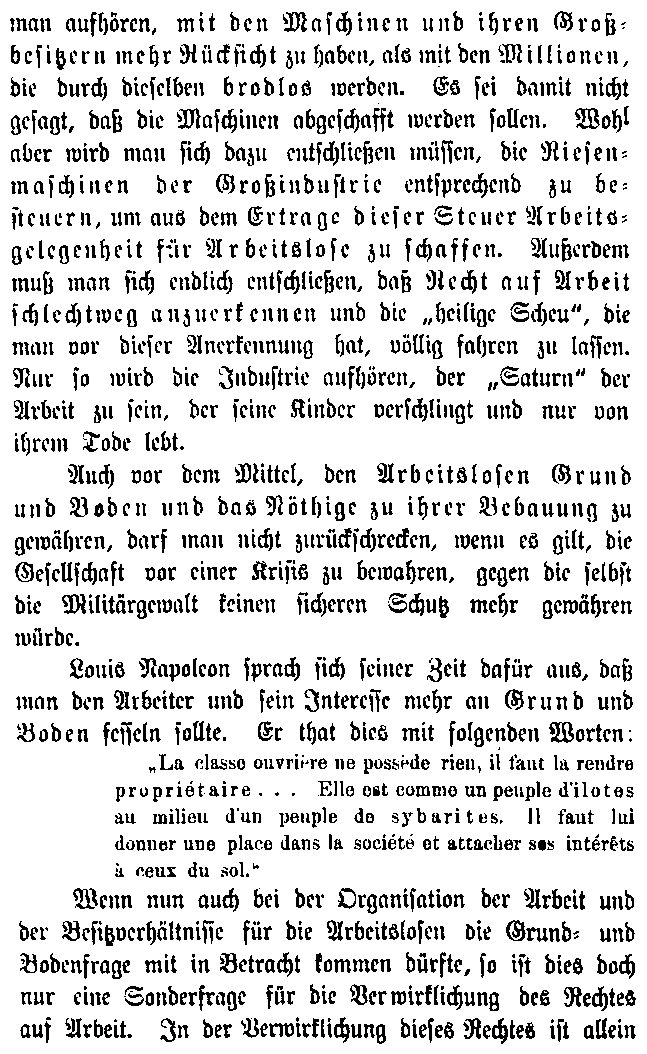 man aufhören, mit den Maschinen und ihren Groß-
besitzern mehr Rücksicht zu haben, als mit den Millionen,
die durch dieselben brodlos werden. Es sei damit nicht
gesagt, daß die Maschinen abgeschafft werden sollen. Wohl
aber wird man sich dazu entschließen müssen, die Riesen-
maschinen der Großindustrie entsprechend zu be-
steuern, um aus dem Ertrage dieser Steuer Arbeits-
gelegenheit für Arbeitslose zu schaffen. Außerdem
muß man sich endlich entschließen, daß Recht auf Arbeit
schlechtweg anzuerkennen und die „heilige Scheu“, die
man vor dieser Anerkennung hat, völlig fahren zu lassen.
Nur so wird die Industrie aufhören, der „Saturn“ der
Arbeit zu sein, der seine Kinder verschlingt und nur von
ihrem Tode lebt.
Auch vor dem Mittel, den Arbeitslosen Grund
und Boden und das Nöthige zu ihrer Bebauung zu
gewähren, darf man nicht zurückschrecken, wenn es gilt, die
Gesellschaft vor einer Krisis zu bewahren, gegen die selbst
die Militärgewalt keinen sicheren Schutz mehr gewähren
würde.
Louis Napoleon sprach sich seiner Zeit dafür aus, daß
man den Arbeiter und sein Interesse mehr an Grund und
Boden fesseln sollte. Er that dies mit folgenden Worten:
„La classe ouvrière ne possède rien, il faut la rendre
propriétaire . . . Elle est comme un peuple d'ilotes
au milieu d'un peuple de sybarites. Il faut lui
donner une place dans la société et attacher ses intérêts
à ceux du sol.“
Wenn nun auch bei der Organisation der Arbeit und
der Besitzverhältnisse für die Arbeitslosen die Grund- und
Bodenfrage mit in Betracht kommen dürfte, so ist dies doch
nur eine Sonderfrage für die Verwirklichung des Rechtes
auf Arbeit. In der Verwirklichung dieses Rechtes ist allein